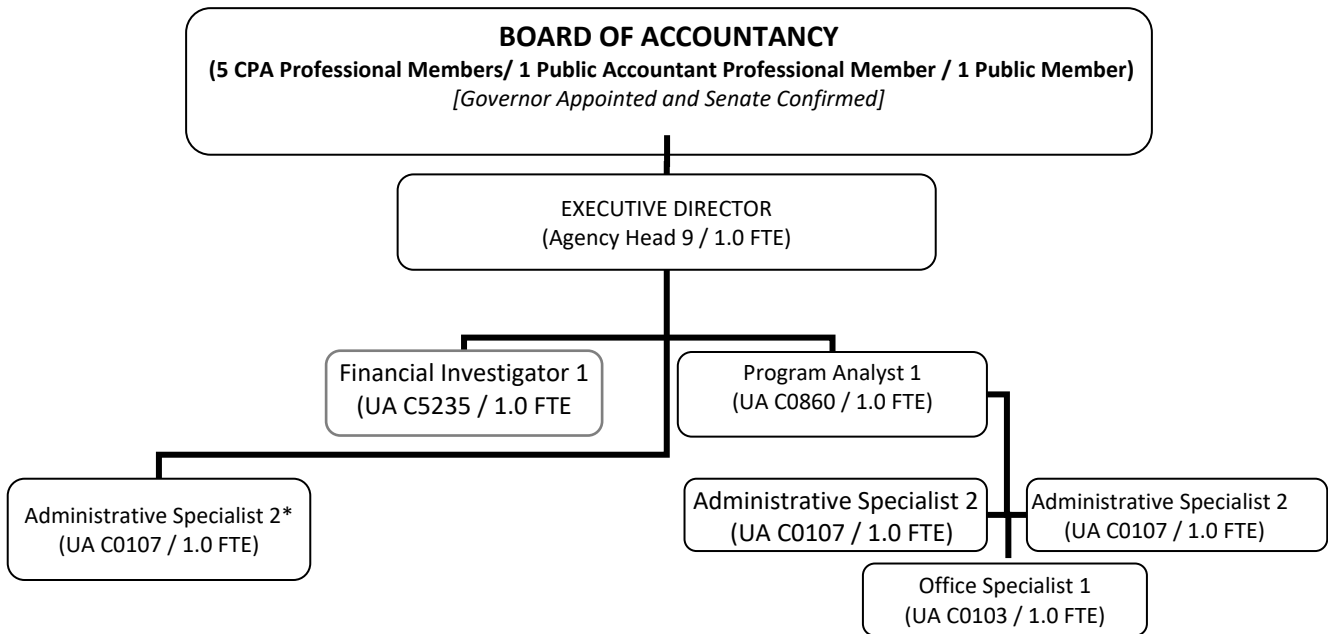 BOARD OF ACCOUNTANCY
(5 CPA Professional Members/ 1 Public Accountant Professional Member / 1 Public Member)
[Governor Appointed and Senate Confirmed]
EXECUTIVE DIRECTOR
(Agency Head 9 / 1.0 FTE)
Financial Investigator 1
(UA C5235 / 1.0 FTE
Program Analyst 1
(UA C0860 / 1.0 FTE)
Administrative Specialist 2*
(UA C0107 / 1.0 FTE)
Administrative Specialist 2
(UA C0107 / 1.0 FTE)
Administrative Specialist 2
(UA C0107 / 1.0 FTE)
Office Specialist 1
(UA C0103 / 1.0 FTE)